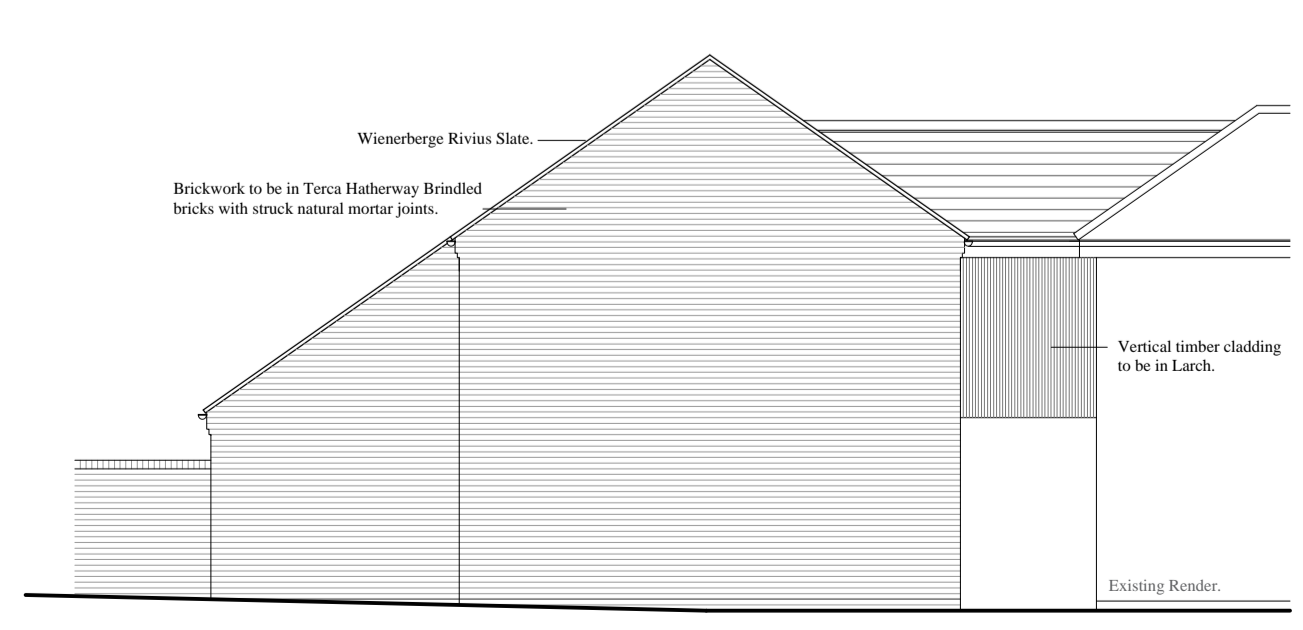 Wienerberge Rivius Slate.
Brickwork to be in Terca Hatherway Brindled
bricks with struck natural mortar joints.
Vertical timber cladding
to be in Larch.
Existing Render.